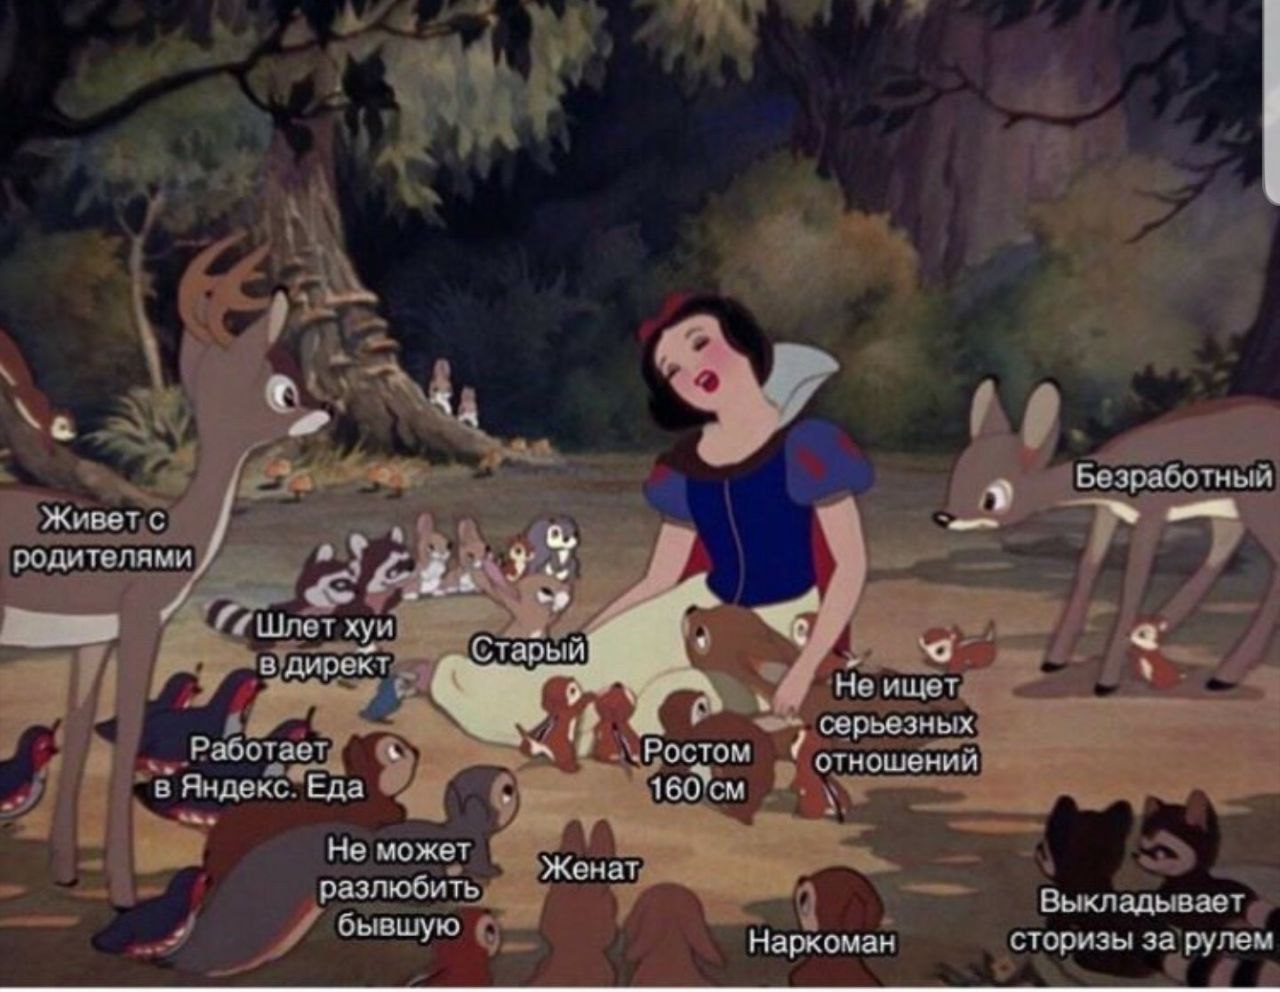 Безработный
Живет с
родителями
Шлет хуи
в директ
Старый
Не ищет
серьезных
отношений
Работает
в Яндекс. Еда
Ростом
160 см
Не может
разлюбить
бывшую
Женат
Наркоман
Выкладывает
сторизы за рулем